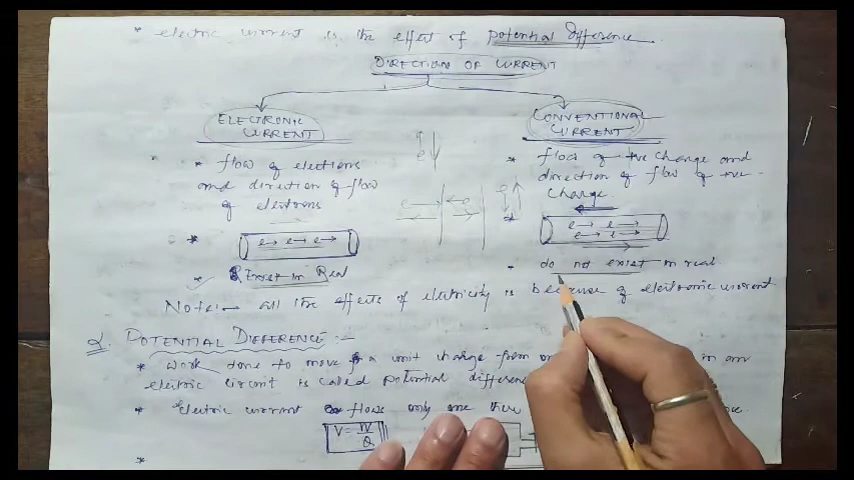 * electric current is the effect of potential difference.
DIRECTION OF CURRENT
ELECTRONIC
CURRENT
* flow of electrons
and direction of flow
of electrons
e→ e→ e→
Exist in Real
CONVENTIONAL
CURRENT
* flow of +ve charge and
direction of flow of +ve
charge
e→ e→
e→ e→
do not exist in real.
Note:- all the effects of electricity is because of electronic current
2. POTENTIAL DIFFERENCE :-
* Work done to move a unit charge from in an
electric circuit is called potential difference
* Electric current flows only
V = W/Q
*